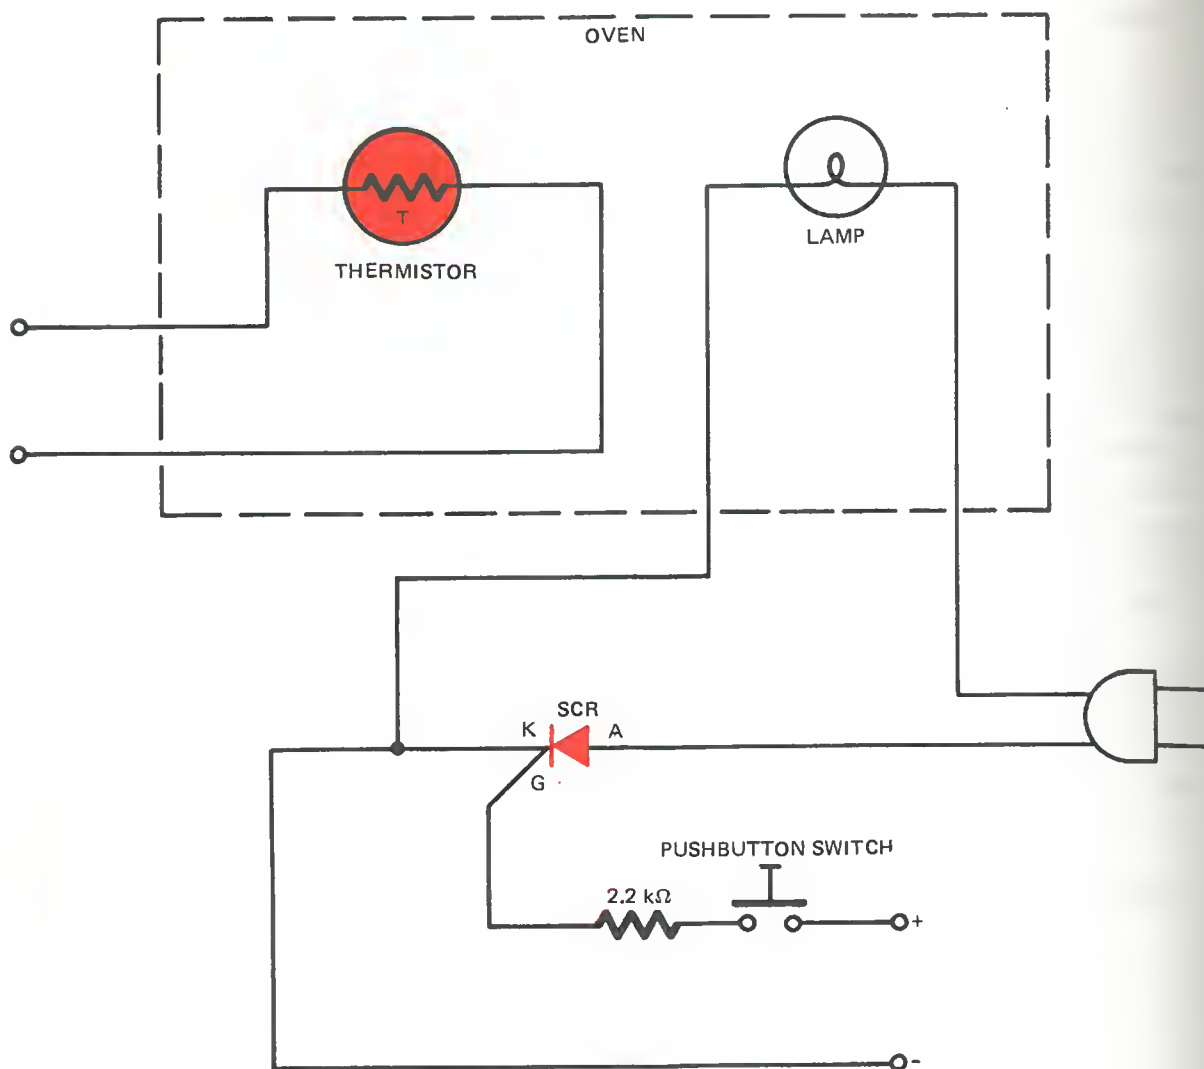 OVEN
T
THERMISTOR
LAMP
SCR
K
A
G
PUSHBUTTON SWITCH
2.2 kΩ
+
-